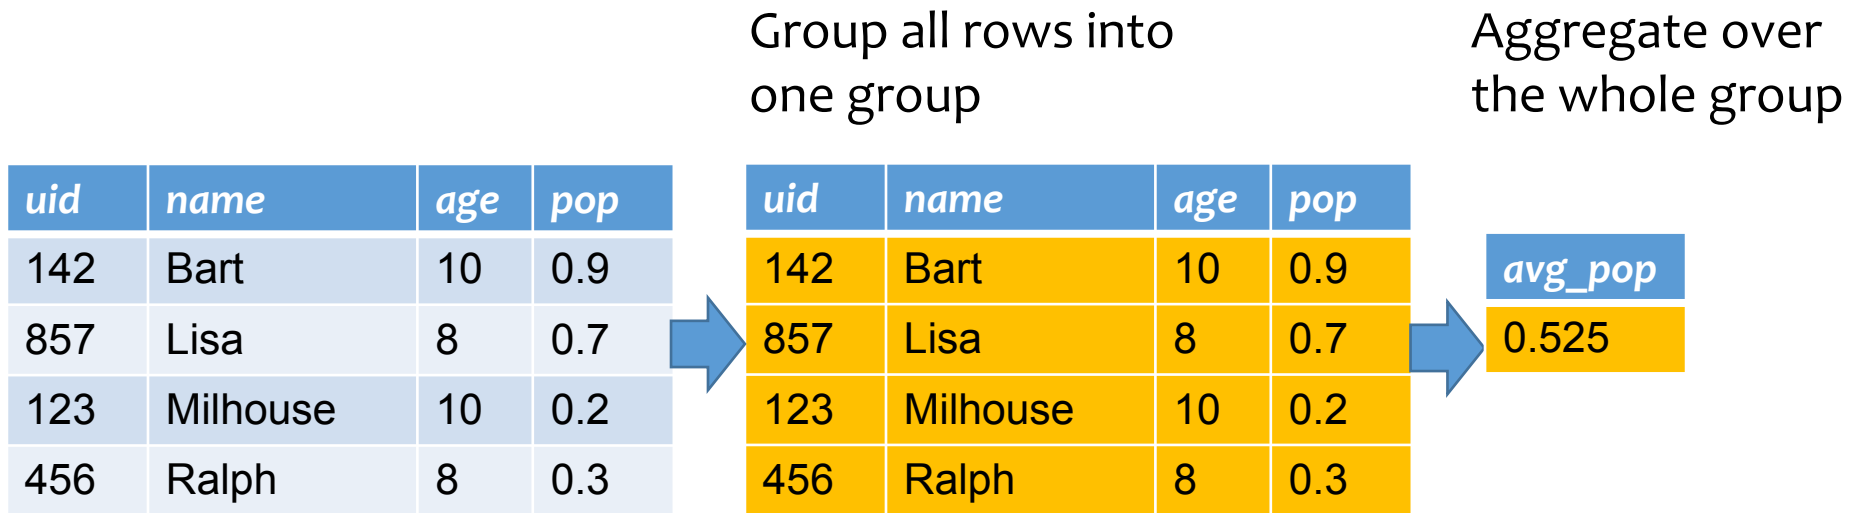 Group all rows into
one group
Aggregate over
the whole group
uid name age pop
142 Bart 10 0.9
857 Lisa 8 0.7
123 Milhouse 10 0.2
456 Ralph 8 0.3
uid name age pop
142 Bart 10 0.9
857 Lisa 8 0.7
123 Milhouse 10 0.2
456 Ralph 8 0.3
avg_pop
0.525